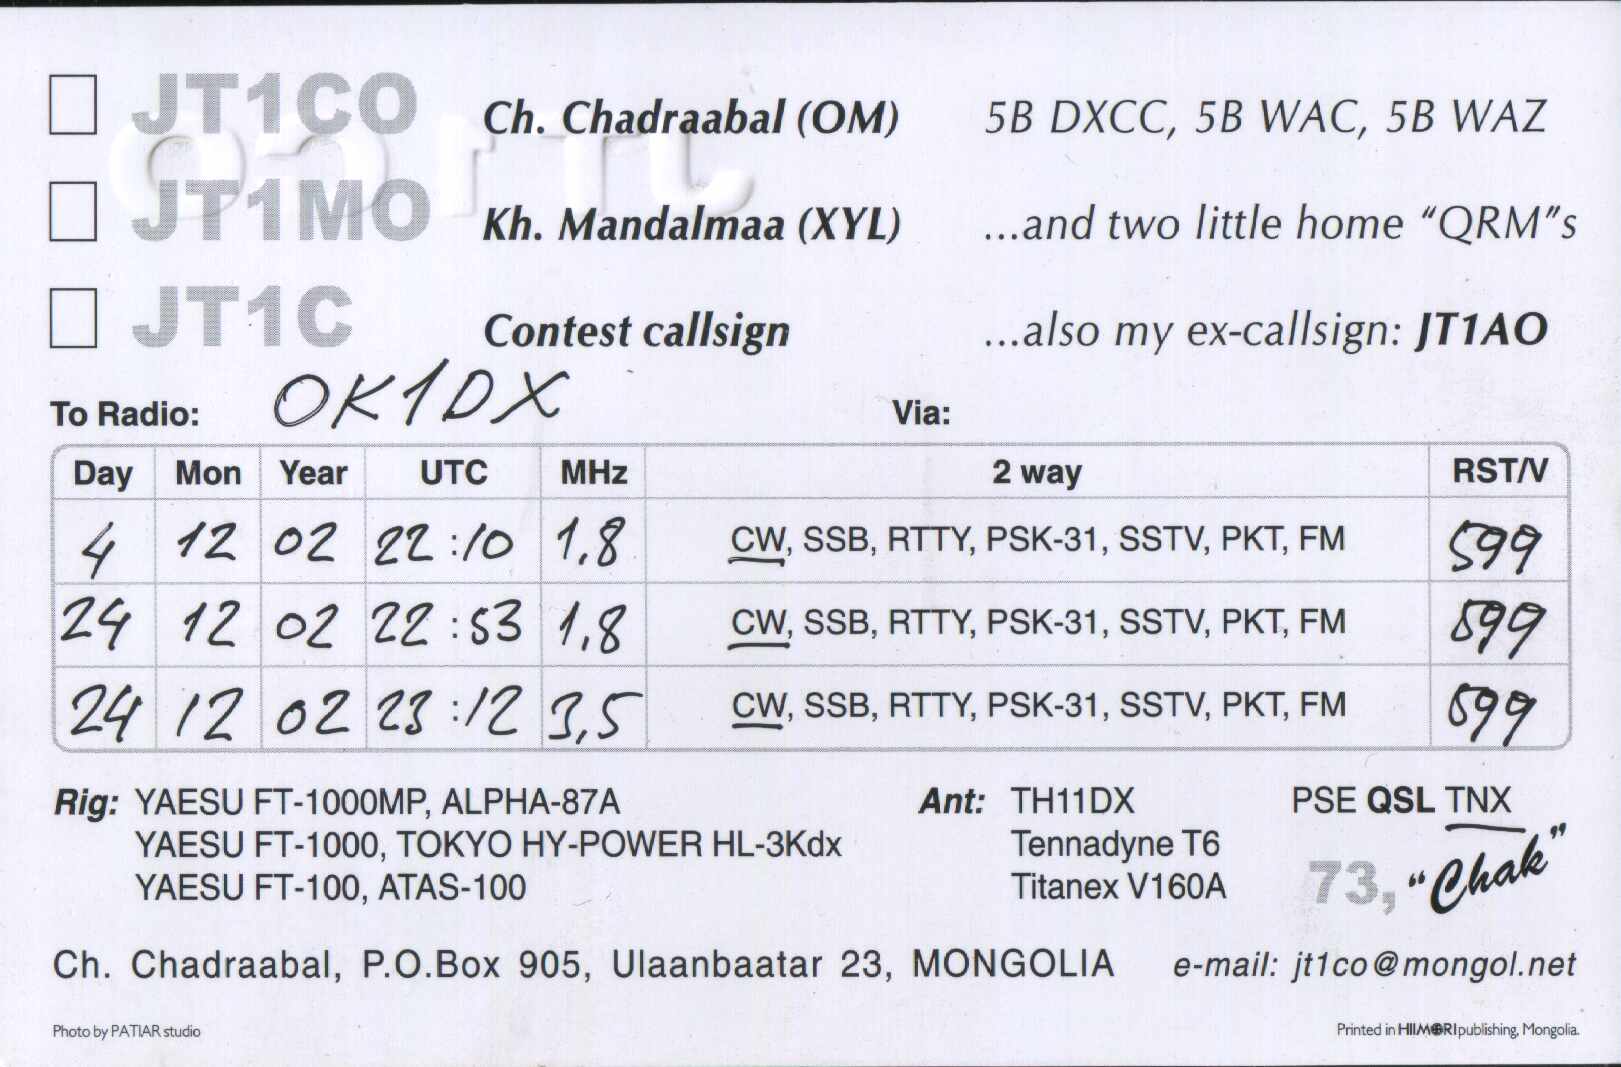 JT1CO Ch. Chadraabal (OM) 5B DXCC, 5B WAC, 5B WAZ
JT1MO Kh. Mandalmaa (XYL) ...and two little home “QRM”s
JT1C Contest callsign ...also my ex-callsign: JT1AO
To Radio: OK1DX Via:
Day Mon Year UTC MHz 2 way RST/V
4 12 02 22:10 1,8 CW, SSB, RTTY, PSK-31, SSTV, PKT, FM 599
24 12 02 22:53 1,8 CW, SSB, RTTY, PSK-31, SSTV, PKT, FM 599
24 12 02 23:12 3,5 CW, SSB, RTTY, PSK-31, SSTV, PKT, FM 599
Rig: YAESU FT-1000MP, ALPHA-87A Ant: TH11DX PSE QSL TNX
YAESU FT-1000, TOKYO HY-POWER HL-3Kdx Tennadyne T6
YAESU FT-100, ATAS-100 Titanex V160A 73, “Chak”
Ch. Chadraabal, P.O.Box 905, Ulaanbaatar 23, MONGOLIA e-mail: jt1co@mongol.net
Photo by PATIAR studio Printed in HIIMORI publishing, Mongolia.